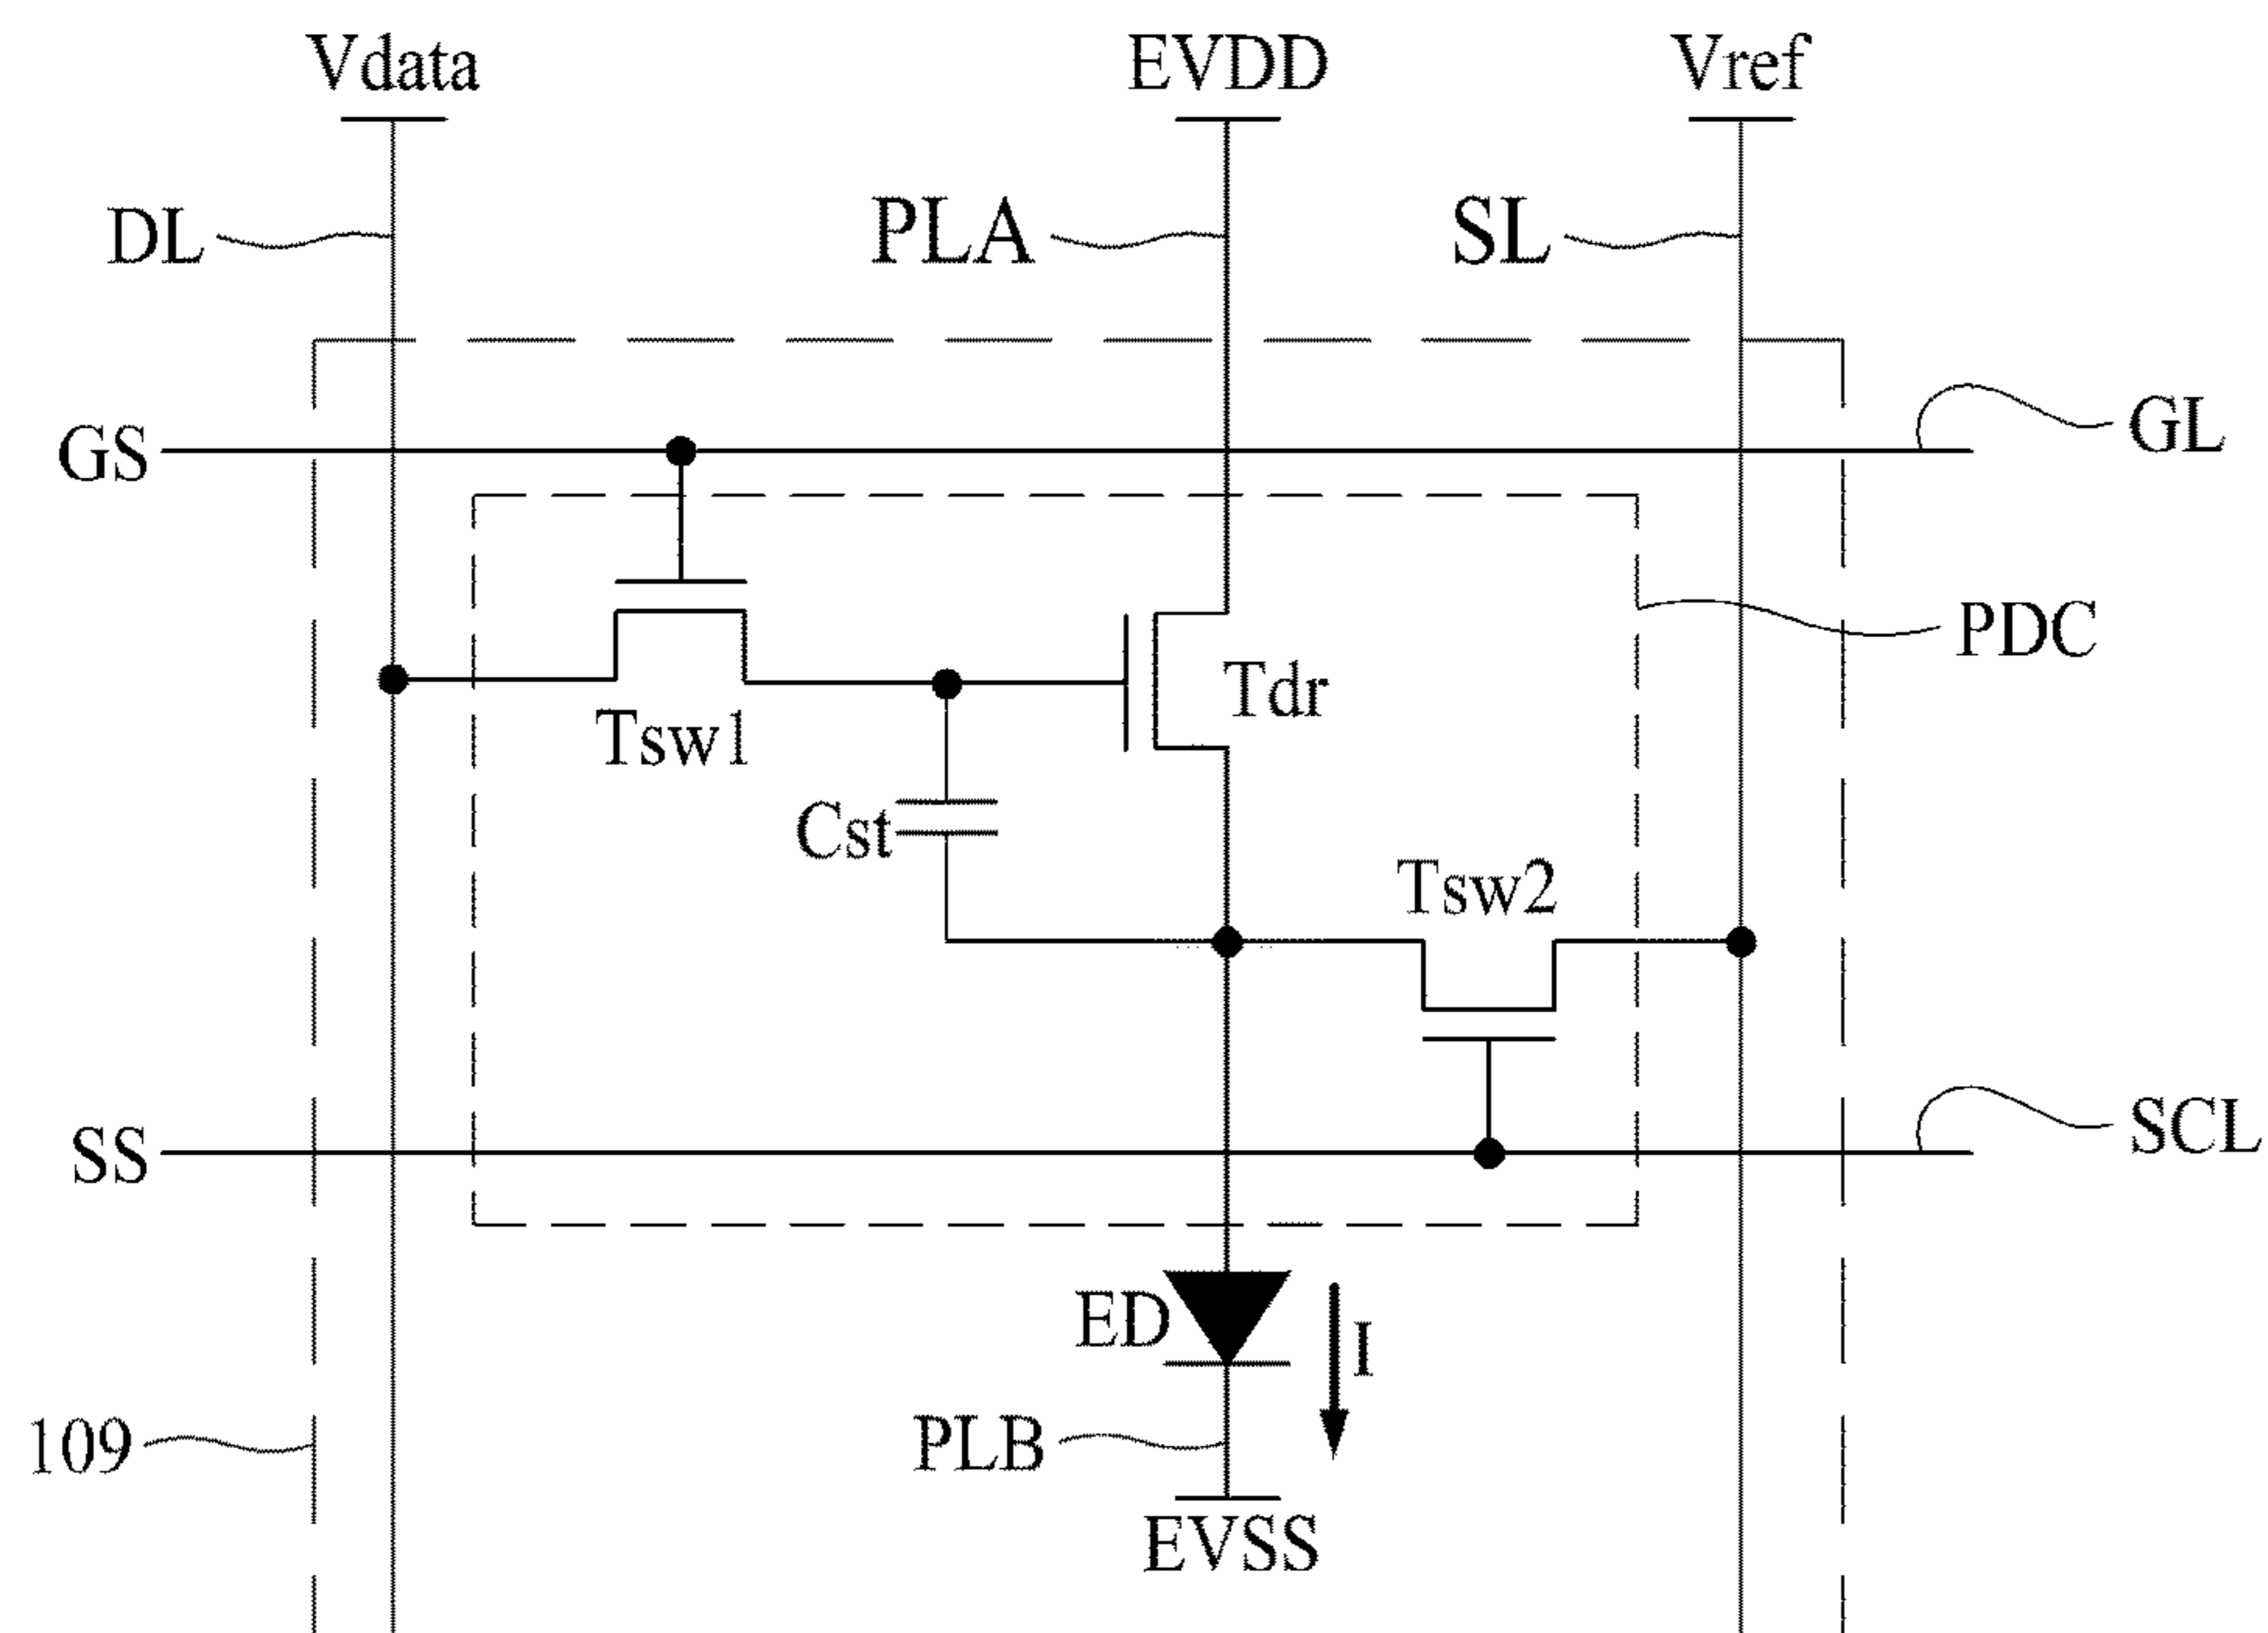 Vdata
EVDD
Vref
DL
PLA
SL
GS
GL
PDC
Tdr
Tsw1
Cst
Tsw2
SS
SCL
ED
I
109
PLB
EVSS